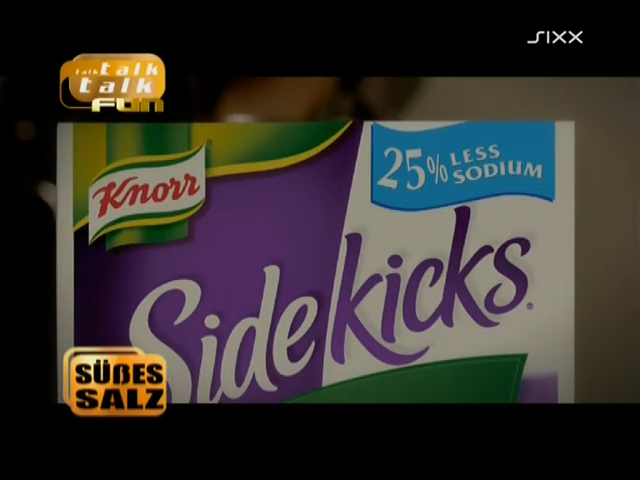 sixx
talk talk
talk
FUN
Knorr
25% LESS
SODIUM
Sidekicks®
SÜßES
SALZ